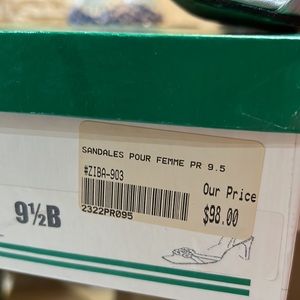 SANDALES POUR FEMME PR 9.5
#ZIBA-903
Our Price
2322PR095
$98.00
9½B